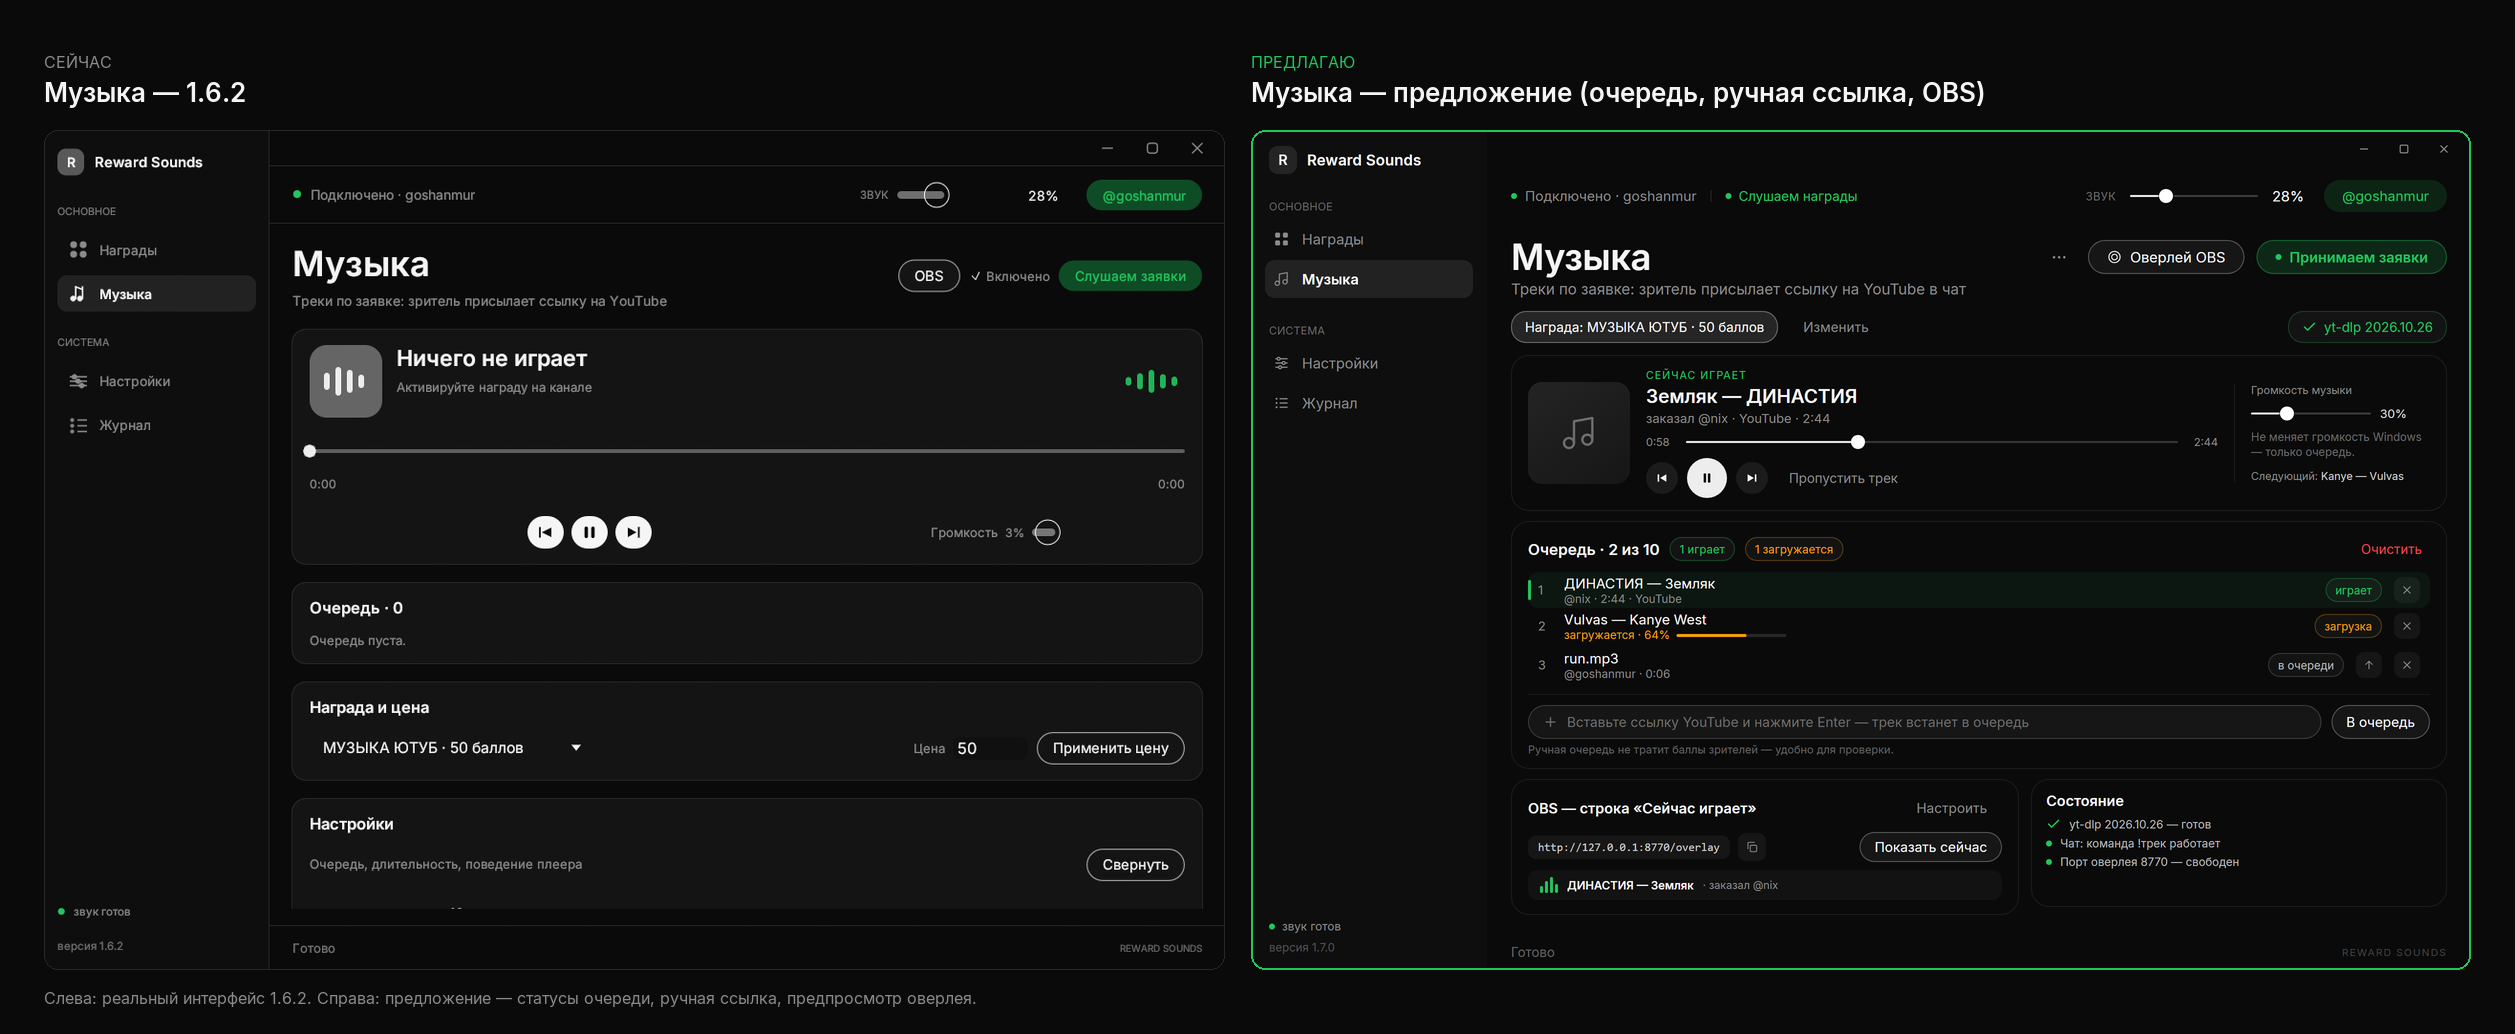 СЕЙЧАС
Музыка — 1.6.2
R Reward Sounds
ОСНОВНОЕ
Награды
Музыка
СИСТЕМА
Настройки
Журнал
звук готов
версия 1.6.2
Подключено · goshanmur
ЗВУК
28%
@goshanmur
Музыка
Треки по заявке: зритель присылает ссылку на YouTube
OBS
✓ Включено
Слушаем заявки
Ничего не играет
Активируйте награду на канале
0:00
0:00
Громкость 3%
Очередь · 0
Очередь пуста.
Награда и цена
МУЗЫКА ЮТУБ · 50 баллов
Цена 50
Применить цену
Настройки
Очередь, длительность, поведение плеера
Свернуть
Готово
REWARD SOUNDS
ПРЕДЛАГАЮ
Музыка — предложение (очередь, ручная ссылка, OBS)
R Reward Sounds
ОСНОВНОЕ
Награды
Музыка
СИСТЕМА
Настройки
Журнал
звук готов
версия 1.7.0
Подключено · goshanmur
Слушаем награды
ЗВУК
28%
@goshanmur
Музыка
Треки по заявке: зритель присылает ссылку на YouTube в чат
···
Оверлей OBS
Принимаем заявки
Награда: МУЗЫКА ЮТУБ · 50 баллов
Изменить
yt-dlp 2026.10.26
СЕЙЧАС ИГРАЕТ
Земляк — ДИНАСТИЯ
заказал @nix · YouTube · 2:44
0:58
2:44
Пропустить трек
Громкость музыки
30%
Не меняет громкость Windows
— только очередь.
Следующий: Kanye — Vulvas
Очередь · 2 из 10
1 играет
1 загружается
Очистить
1
ДИНАСТИЯ — Земляк
@nix · 2:44 · YouTube
играет
2
Vulvas — Kanye West
загружается · 64%
загрузка
3
run.mp3
@goshanmur · 0:06
в очереди
Вставьте ссылку YouTube и нажмите Enter — трек встанет в очередь
В очередь
Ручная очередь не тратит баллы зрителей — удобно для проверки.
OBS — строка «Сейчас играет»
Настроить
http://127.0.0.1:8770/overlay
Показать сейчас
ДИНАСТИЯ — Земляк · заказал @nix
Состояние
yt-dlp 2026.10.26 — готов
Чат: команда !трек работает
Порт оверлея 8770 — свободен
Готово
REWARD SOUNDS
Слева: реальный интерфейс 1.6.2. Справа: предложение — статусы очереди, ручная ссылка, предпросмотр оверлея.